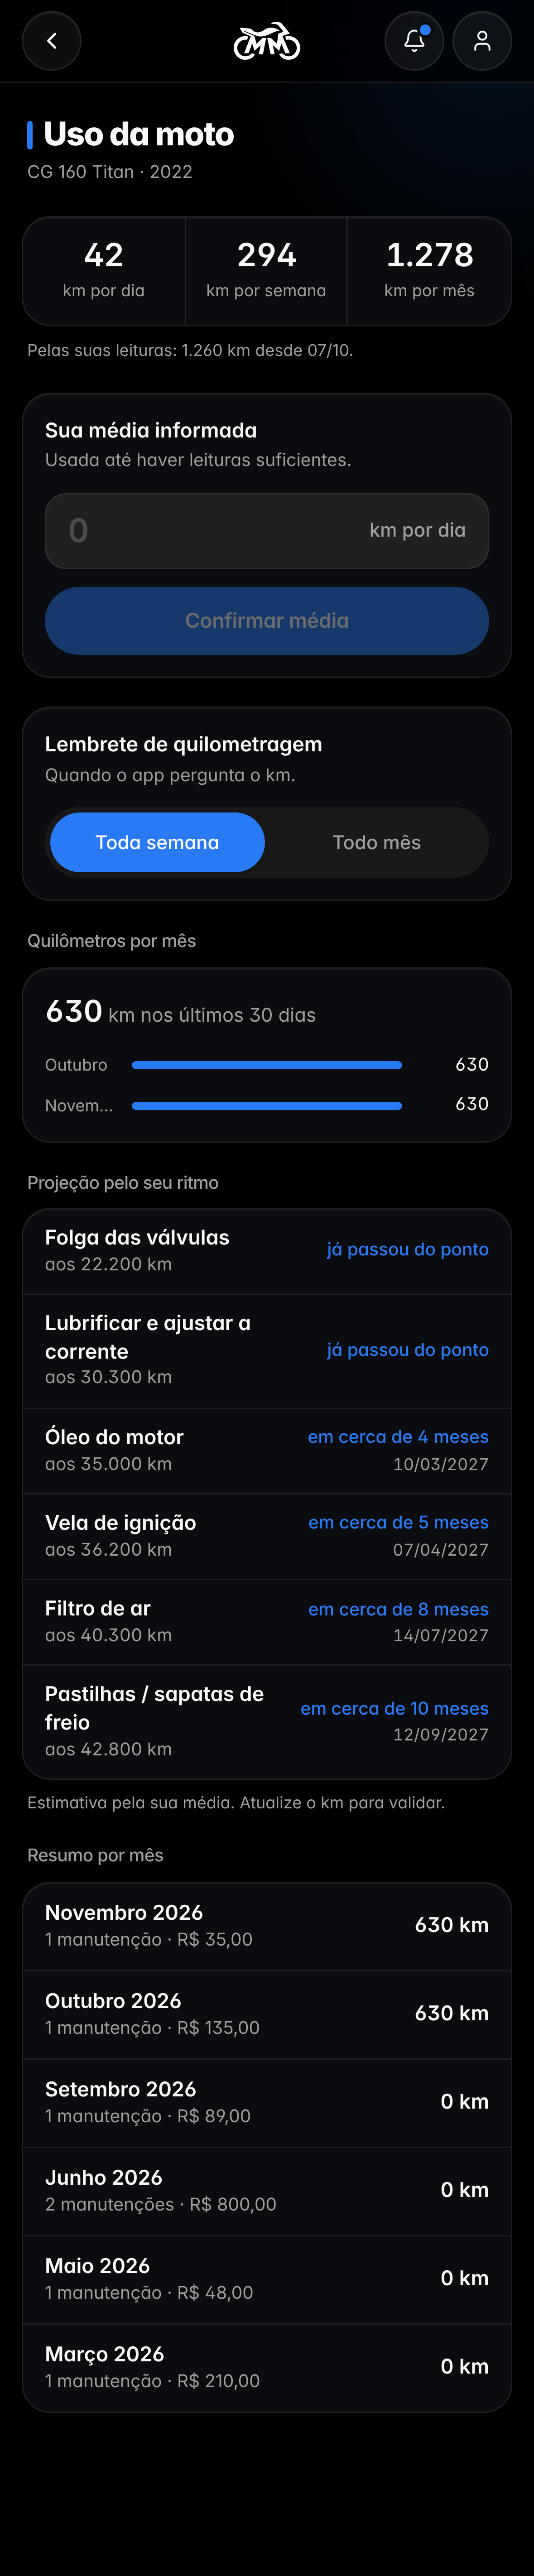 MM
Uso da moto
CG 160 Titan · 2022
42
km por dia
294
km por semana
1.278
km por mês
Pelas suas leituras: 1.260 km desde 07/10.
Sua média informada
Usada até haver leituras suficientes.
0
km por dia
Confirmar média
Lembrete de quilometragem
Quando o app pergunta o km.
Toda semana
Todo mês
Quilômetros por mês
630 km nos últimos 30 dias
Outubro 630
Novem... 630
Projeção pelo seu ritmo
Folga das válvulas
aos 22.200 km
já passou do ponto
Lubrificar e ajustar a
corrente
aos 30.300 km
já passou do ponto
Óleo do motor
aos 35.000 km
em cerca de 4 meses
10/03/2027
Vela de ignição
aos 36.200 km
em cerca de 5 meses
07/04/2027
Filtro de ar
aos 40.300 km
em cerca de 8 meses
14/07/2027
Pastilhas / sapatas de
freio
aos 42.800 km
em cerca de 10 meses
12/09/2027
Estimativa pela sua média. Atualize o km para validar.
Resumo por mês
Novembro 2026
1 manutenção · R$ 35,00
630 km
Outubro 2026
1 manutenção · R$ 135,00
630 km
Setembro 2026
1 manutenção · R$ 89,00
0 km
Junho 2026
2 manutenções · R$ 800,00
0 km
Maio 2026
1 manutenção · R$ 48,00
0 km
Março 2026
1 manutenção · R$ 210,00
0 km